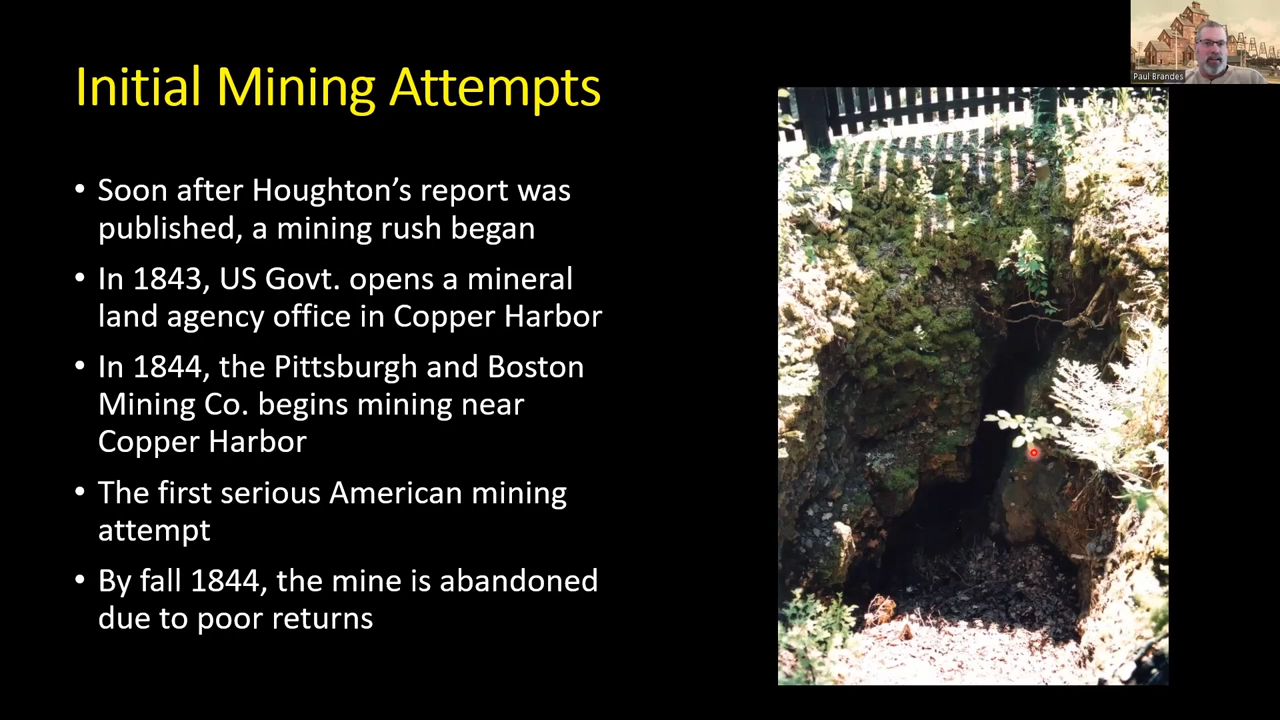 Paul Brandes
Initial Mining Attempts
• Soon after Houghton’s report was
published, a mining rush began
• In 1843, US Govt. opens a mineral
land agency office in Copper Harbor
• In 1844, the Pittsburgh and Boston
Mining Co. begins mining near
Copper Harbor
• The first serious American mining
attempt
• By fall 1844, the mine is abandoned
due to poor returns